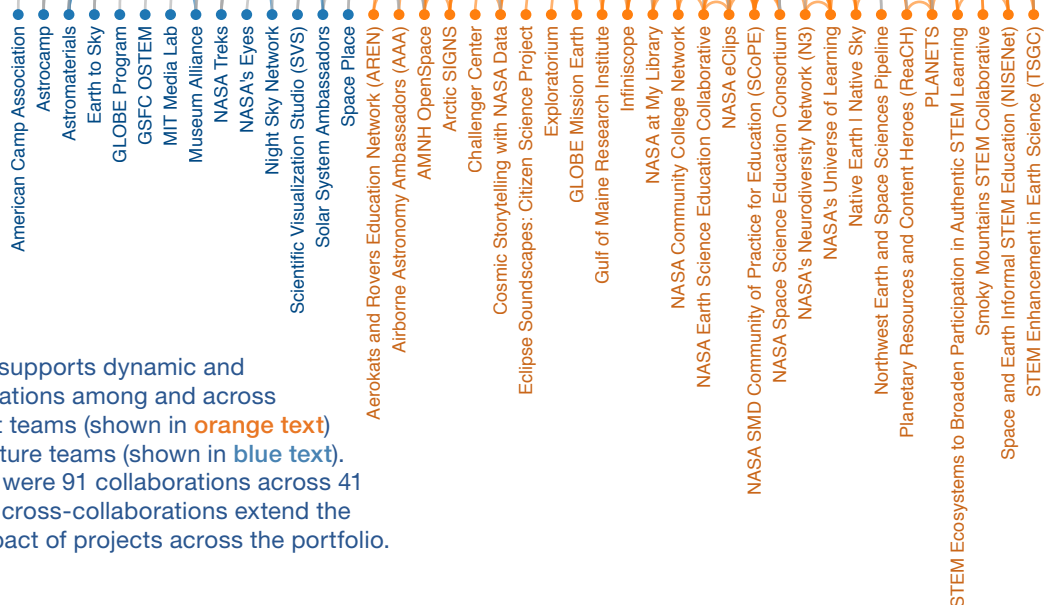 American Camp Association
Astrocamp
Astromaterials
Earth to Sky
GLOBE Program
GSFC OSTEM
MIT Media Lab
Museum Alliance
NASA Treks
NASA's Eyes
Night Sky Network
Scientific Visualization Studio (SVS)
Solar System Ambassadors
Space Place
Aerokats and Rovers Education Network (AREN)
Airborne Astronomy Ambassadors (AAA)
AMNH OpenSpace
Arctic SIGNS
Challenger Center
Cosmic Storytelling with NASA Data
Eclipse Soundscapes: Citizen Science Project
Exploratorium
GLOBE Mission Earth
Gulf of Maine Research Institute
Infiniscope
NASA at My Library
NASA Community College Network
NASA Earth Science Education Collaborative
NASA eClips
NASA SMD Community of Practice for Education (SCoPE)
NASA Space Science Education Consortium
NASA's Neurodiversity Network (N3)
NASA's Universe of Learning
Native Earth I Native Sky
Northwest Earth and Space Sciences Pipeline
Planetary Resources and Content Heroes (ReaCH)
PLANETS
STEM Ecosystems to Broaden Participation in Authentic STEM Learning
Smoky Mountains STEM Collaborative
Space and Earth Informal STEM Education (NISENet)
STEM Enhancement in Earth Science (TSGC)
supports dynamic and
ations among and across
t teams (shown in orange text)
ture teams (shown in blue text).
were 91 collaborations across 41
cross-collaborations extend the
pact of projects across the portfolio.